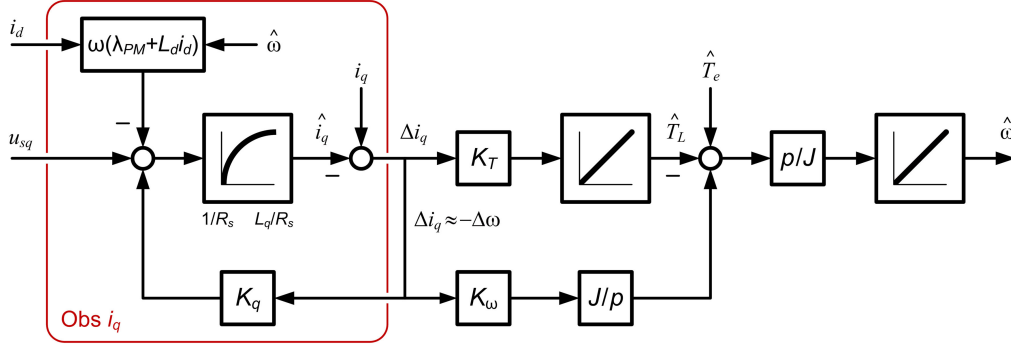 i_d
ω(λ_PM+L_d i_d)
ω̂
i_q
T̂_e
u_sq
−
î_q
−
Δi_q
K_T
T̂_L
−
p/J
ω̂
1/R_s
L_q/R_s
Δi_q≈−Δω
K_q
K_ω
J/p
Obs i_q